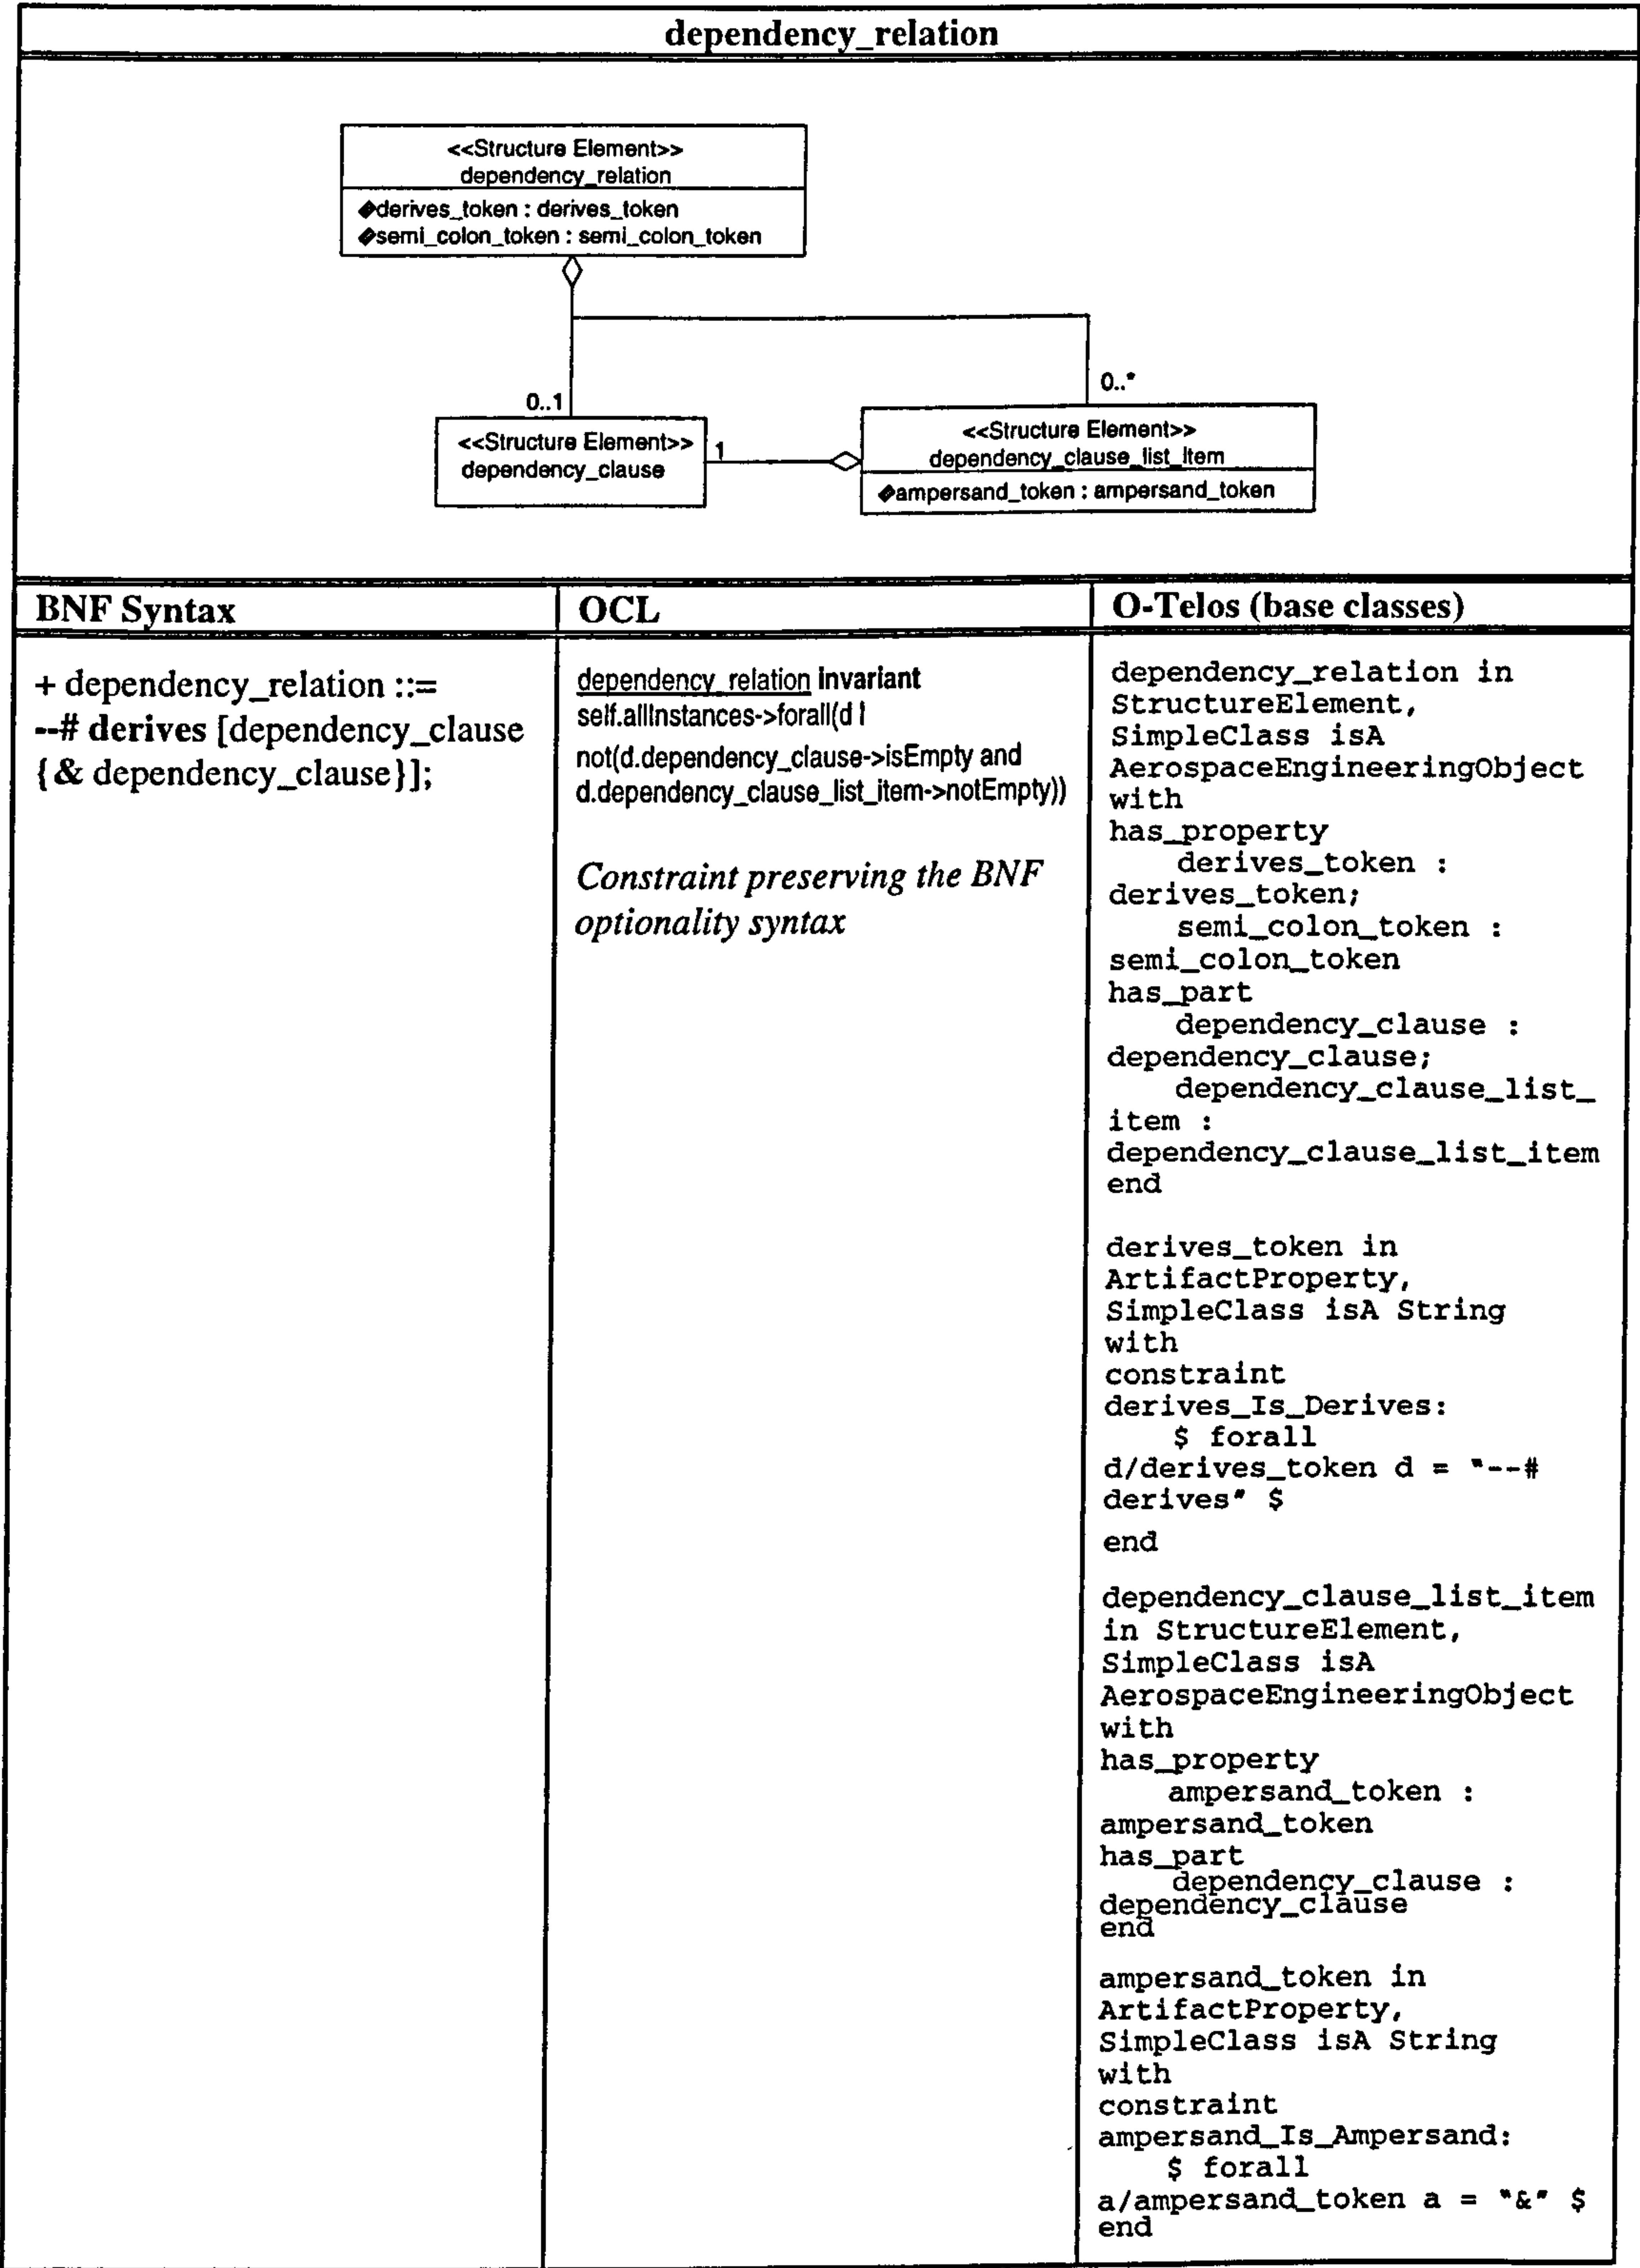 dependency_relation
<<Structure Element>>
dependency_relation
derives_token : derives_token
semi_colon_token : semi_colon_token
0..1
0..*
<<Structure Element>>
dependency_clause
1
<<Structure Element>>
dependency_clause_list_item
ampersand_token : ampersand_token
BNF Syntax
+ dependency_relation ::=
--# derives [dependency_clause
{& dependency_clause}];
OCL
dependency_relation invariant
self.allInstances->forall(d |
not(d.dependency_clause->isEmpty and
d.dependency_clause_list_item->notEmpty))
Constraint preserving the BNF
optionality syntax
O-Telos (base classes)
dependency_relation in
StructureElement,
SimpleClass isA
AerospaceEngineeringObject
with
has_property
derives_token :
derives_token;
semi_colon_token :
semi_colon_token
has_part
dependency_clause :
dependency_clause;
dependency_clause_list_
item :
dependency_clause_list_item
end
derives_token in
ArtifactProperty,
SimpleClass isA String
with
constraint
derives_Is_Derives:
$ forall
d/derives_token d = "--#
derives" $
end
dependency_clause_list_item
in StructureElement,
SimpleClass isA
AerospaceEngineeringObject
with
has_property
ampersand_token :
ampersand_token
has_part
dependency_clause :
dependency_clause
end
ampersand_token in
ArtifactProperty,
SimpleClass isA String
with
constraint
ampersand_Is_Ampersand:
$ forall
a/ampersand_token a = "&" $
end